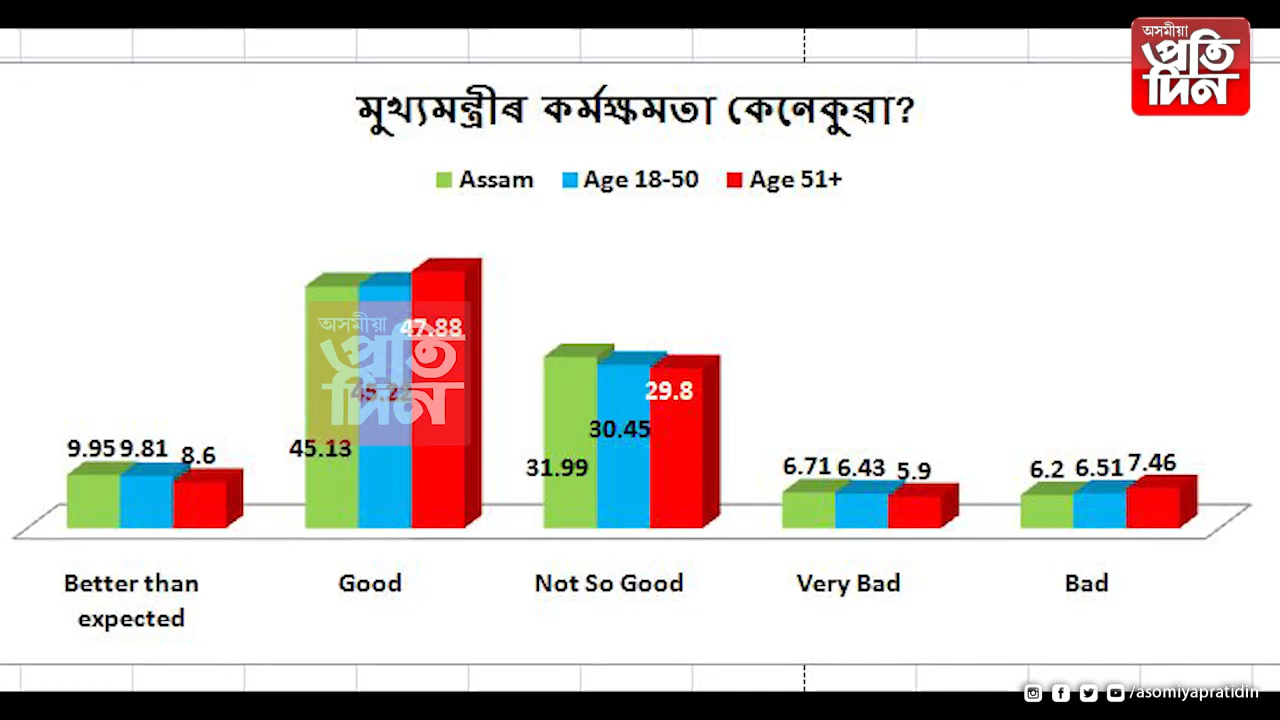 অসমীয়া
প্ৰতি
দিন
মুখ্যমন্ত্ৰীৰ কৰ্মক্ষমতা কেনেকুৱা?
Assam Age 18-50 Age 51+
অসমীয়া
প্ৰতি
দিন
9.95 9.81 8.6
45.13 45.22 47.88
31.99 30.45 29.8
6.71 6.43 5.9
6.2 6.51 7.46
Better than
expected
Good
Not So Good
Very Bad
Bad
/asomiyapratidin